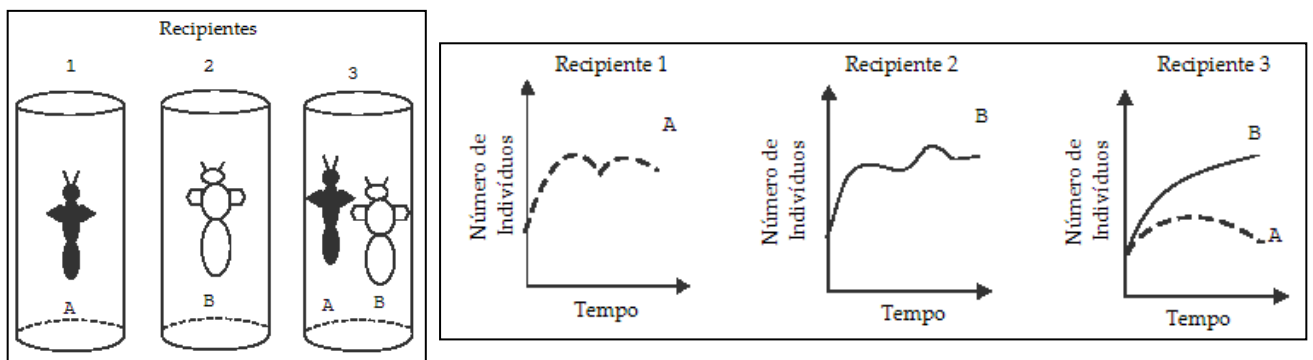 Recipientes
1 2 3
A B A B
Recipiente 1
Número de
Indivíduos
A
Tempo
Recipiente 2
Número de
Indivíduos
B
Tempo
Recipiente 3
Número de
Indivíduos
B
A
Tempo